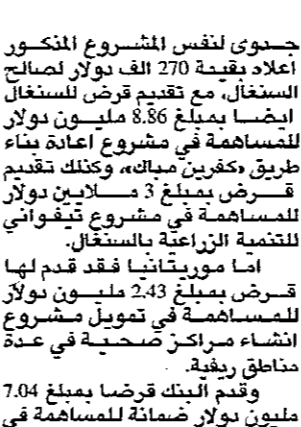 جدوى لنفس المشروع المذكور
اعلاه بقيمة 270 الف دولار لصالح
السنغال، مع تقديم قرض للسنغال
ايضا بمبلغ 8.86 مليون دولار
للمساهمة في مشروع اعادة بناء
طريق «كفرين مباك»، وكذلك تقديم
قرض بمبلغ 3 ملايين دولار
للمساهمة في مشروع تيفواني
للتنمية الزراعية بالسنغال.
اما موريتانيا فقد قدم لها
قرض بمبلغ 2.43 مليون دولار
للمساهمة في تمويل مشروع
انشاء مراكز صحية في عدة
مناطق ريفية.
وقدم البنك قرضا بمبلغ 7.04
مليون دولار ضمانة للمساهمة في